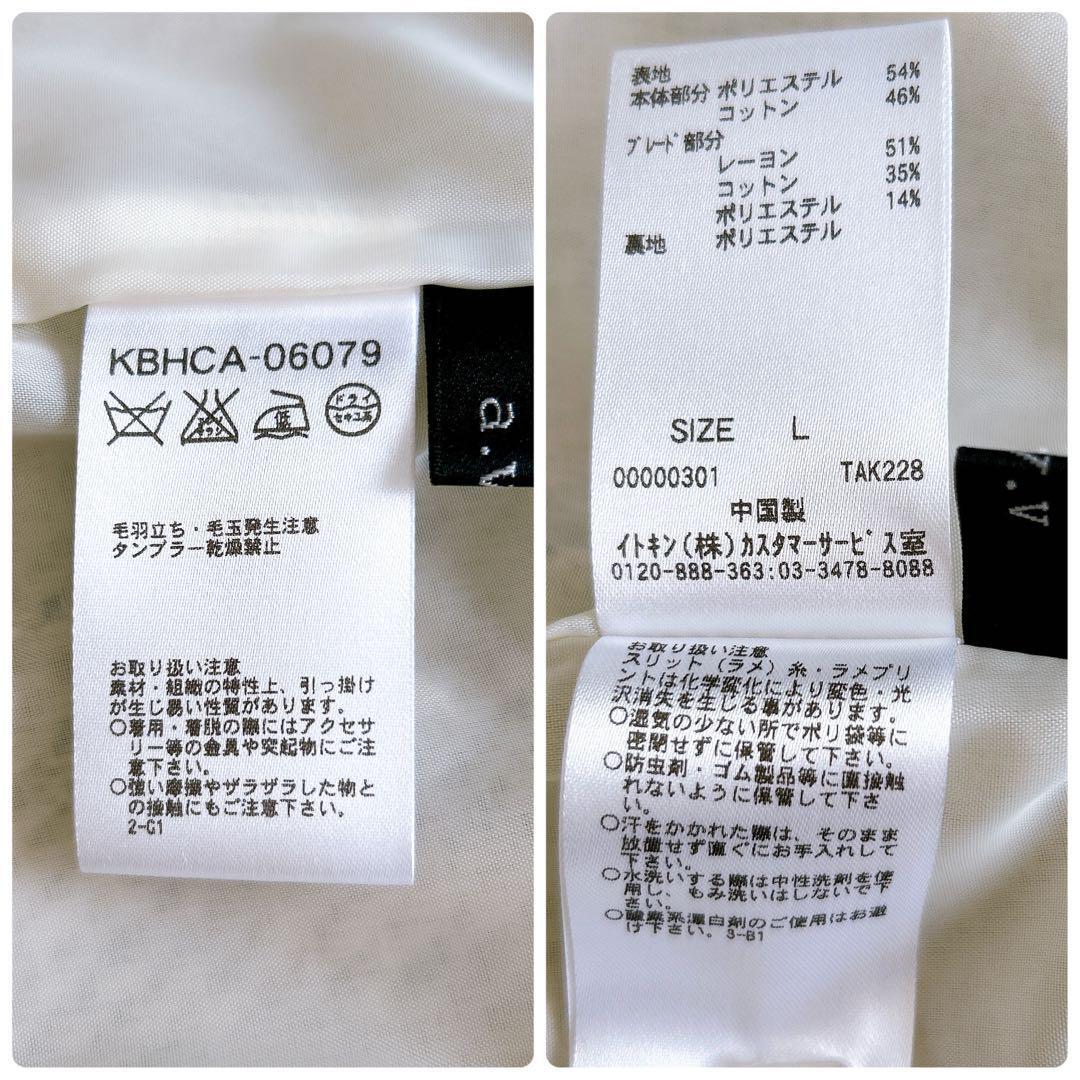 KBHCA-06079
エンソ サラシ
低
ドライ
セキユ系
a.v
毛羽立ち・毛玉発生注意
タンブラー乾燥禁止
お取り扱い注意
素材・組織の特性上、引っ掛け
が生じ易い性質があります。
○着用・着脱の際にはアクセサ
リー等の金具や突起物にご注
意下さい。
○強い摩擦やザラザラした物と
の接触にもご注意下さい。
2-G1
表地
本体部分 ポリエステル 54%
コットン 46%
ブレード部分
レーヨン 51%
コットン 35%
ポリエステル 14%
裏地 ポリエステル
SIZE L
00000301 TAK228
中国製
イトキン(株)カスタマーサービス室
0120-888-363:03-3478-8088
v.
お取り扱い注意
スリット(ラメ)糸・ラメプリ
ントは化学変化により変色・光
沢消失を生じる事があります。
○湿気の少ない所でポリ袋等に
密閉せずに保管して下さい。
○防虫剤・ゴム製品等に直接触
れないように保管して下さ
い。
○汗をかかれた際は、そのまま
放置せず直ぐにお手入れして
下さい。
○水洗いする際は中性洗剤を使
用し、もみ洗いはしないで下
さい。
○酸素系漂白剤のご使用はお避
け下さい。3-B1